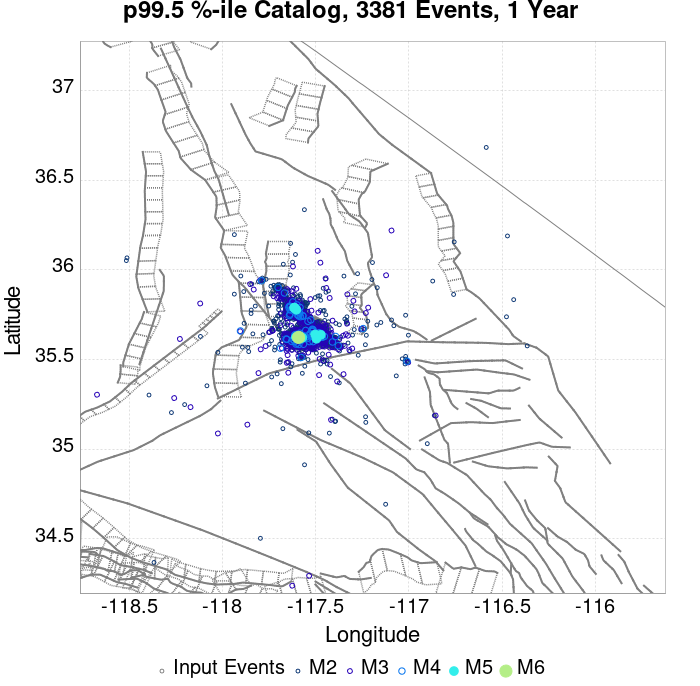 p99.5 %-ile Catalog, 3381 Events, 1 Year
37
36.5
36
35.5
35
34.5
Latitude
-118.5 -118 -117.5 -117 -116.5 -116
Longitude
Input Events M2 M3 M4 M5 M6